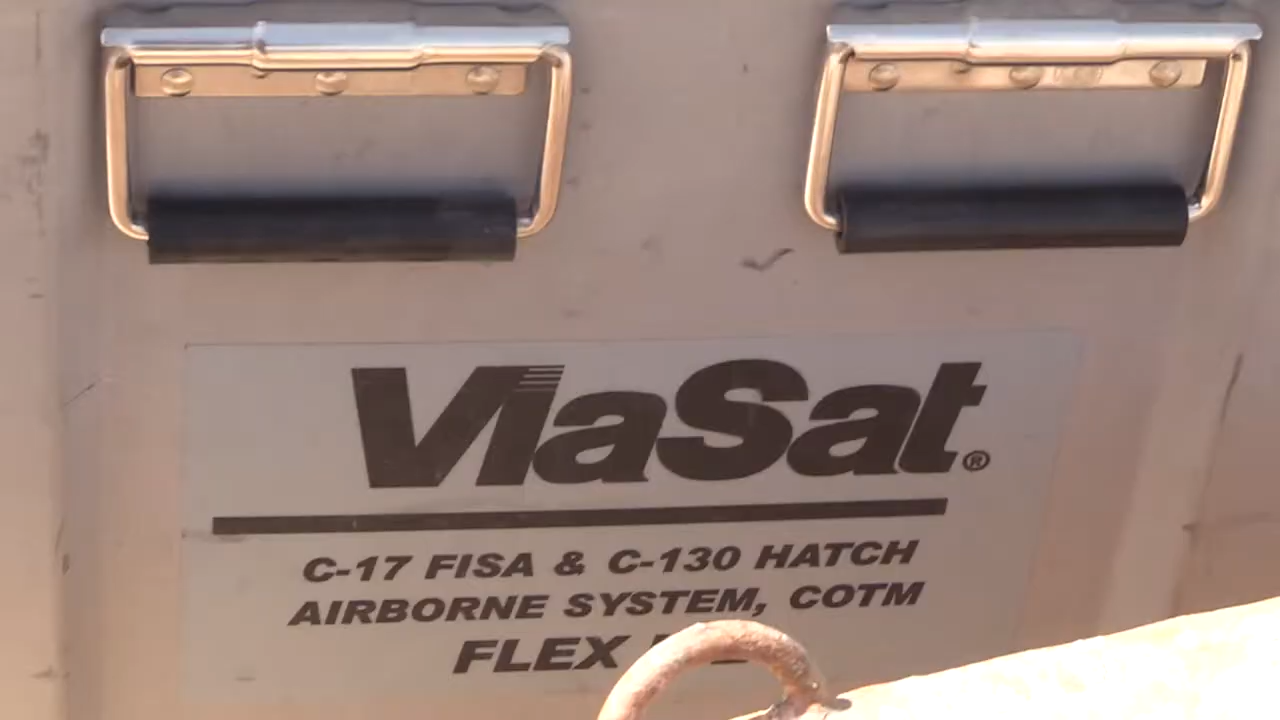 ViaSat®
C-17 FISA & C-130 HATCH
AIRBORNE SYSTEM, COTM
FLEX